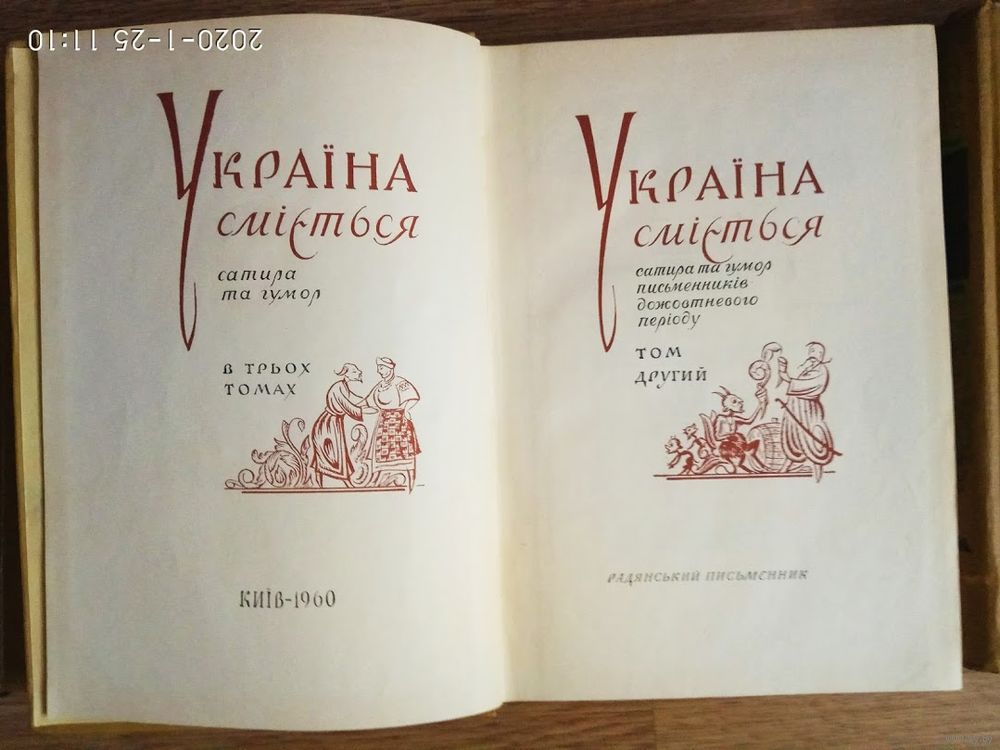 2020-1-25 11:10
Україна
сміється
сатира
та гумор
В ТРЬОХ
ТОМАХ
КИЇВ-1960
Україна
сміється
сатира та гумор
письменників
дожовтневого
періоду
ТОМ
ДРУГИЙ
РАДЯНСЬКИЙ ПИСЬМЕННИК